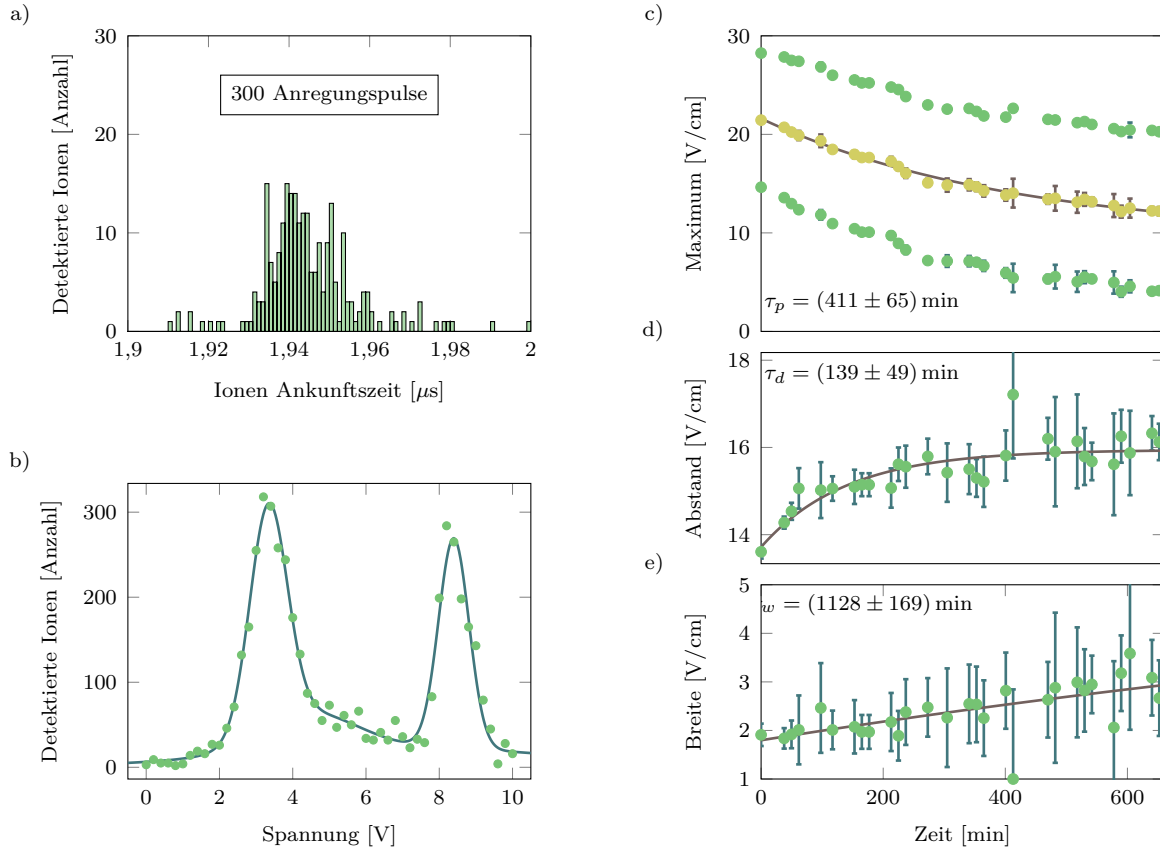 a)
30
20
10
0
Detektierte Ionen [Anzahl]
300 Anregungspulse
1,9
1,92
1,94
1,96
1,98
2
Ionen Ankunftszeit [μs]
b)
300
200
100
0
Detektierte Ionen [Anzahl]
0
2
4
6
8
10
Spannung [V]
c)
30
20
10
0
Maximum [V/cm]
τp = (411 ± 65) min
d)
18
16
14
Abstand [V/cm]
τd = (139 ± 49) min
e)
5
4
3
2
1
Breite [V/cm]
w = (1128 ± 169) min
0
200
400
600
Zeit [min]